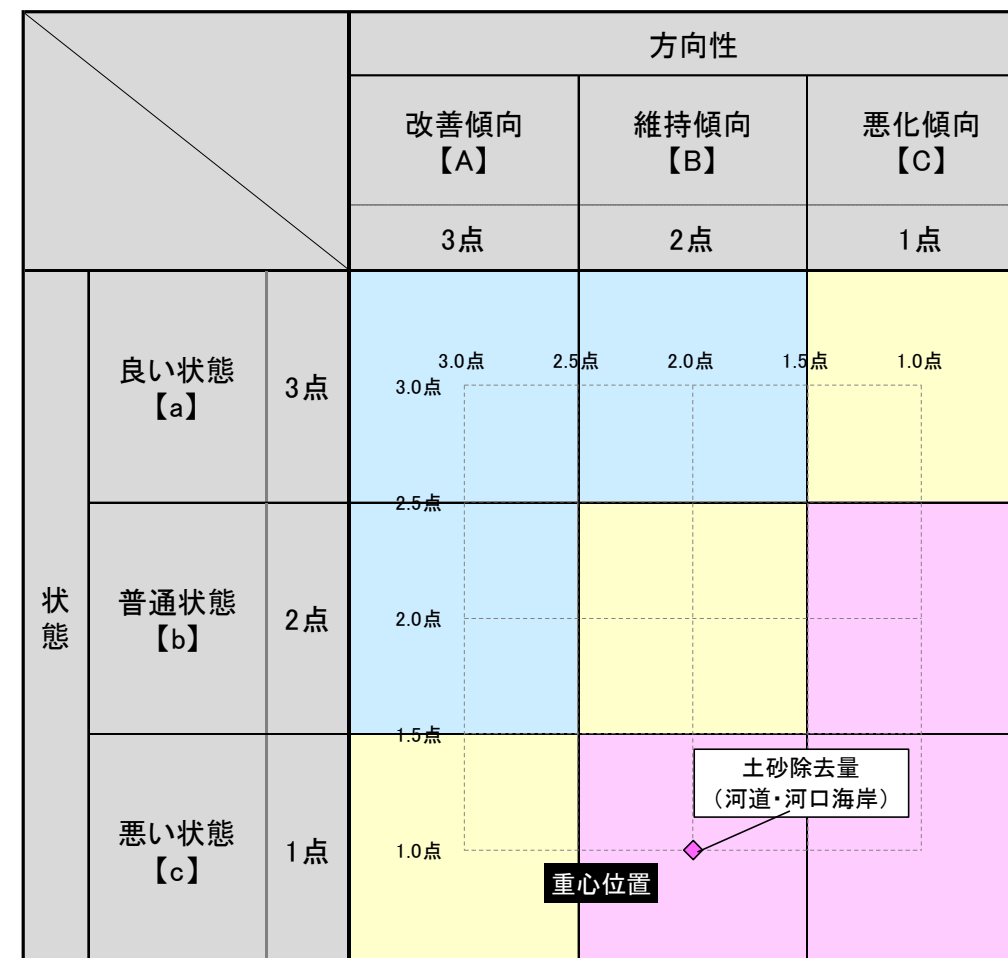 方向性
改善傾向
【A】
維持傾向
【B】
悪化傾向
【C】
3点
2点
1点
状態
良い状態
【a】
3点
3.0点
2.5点
2.0点
1.5点
1.0点
3.0点
2.5点
普通状態
【b】
2点
2.0点
1.5点
悪い状態
【c】
1点
1.0点
土砂除去量
（河道・河口海岸）
重心位置